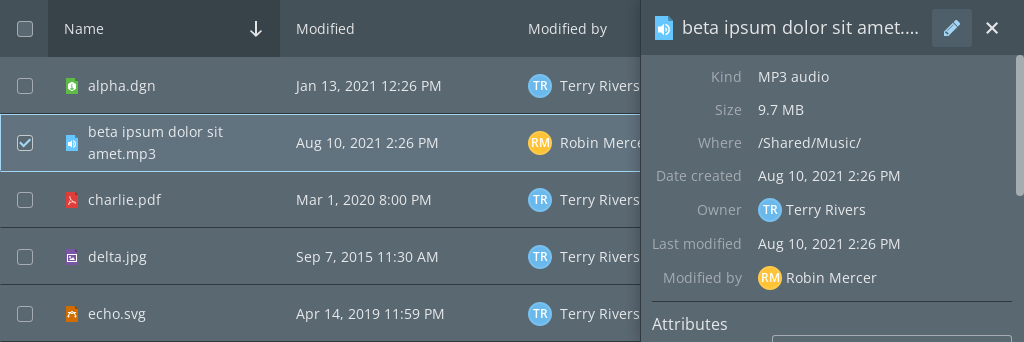 Name
Modified
Modified by
alpha.dgn
Jan 13, 2021 12:26 PM
TR Terry Rivers
beta ipsum dolor sit
amet.mp3
Aug 10, 2021 2:26 PM
RM Robin Merce
charlie.pdf
Mar 1, 2020 8:00 PM
TR Terry Rivers
delta.jpg
Sep 7, 2015 11:30 AM
TR Terry Rivers
echo.svg
Apr 14, 2019 11:59 PM
TR Terry Rivers
beta ipsum dolor sit amet....
Kind MP3 audio
Size 9.7 MB
Where /Shared/Music/
Date created Aug 10, 2021 2:26 PM
Owner TR Terry Rivers
Last modified Aug 10, 2021 2:26 PM
Modified by RM Robin Mercer
Attributes